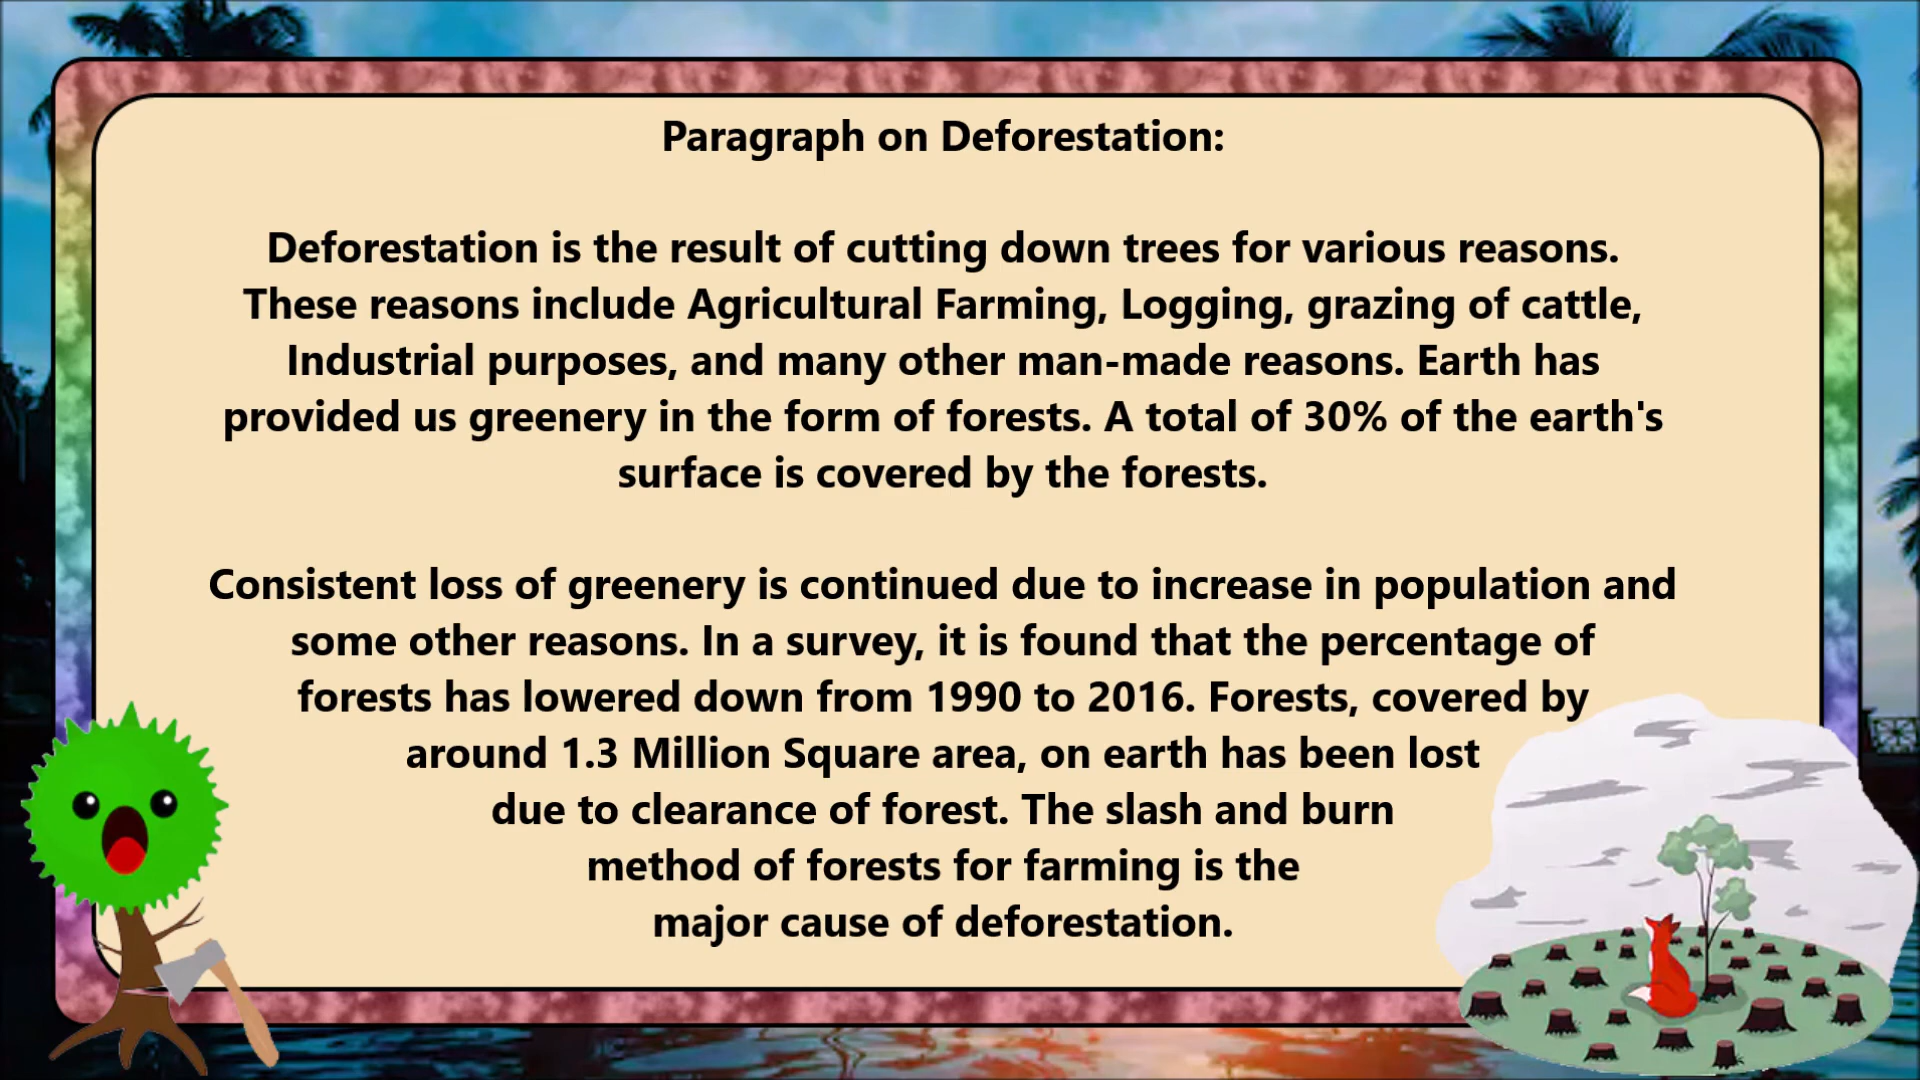 Paragraph on Deforestation:
Deforestation is the result of cutting down trees for various reasons.
These reasons include Agricultural Farming, Logging, grazing of cattle,
Industrial purposes, and many other man-made reasons. Earth has
provided us greenery in the form of forests. A total of 30% of the earth's
surface is covered by the forests.
Consistent loss of greenery is continued due to increase in population and
some other reasons. In a survey, it is found that the percentage of
forests has lowered down from 1990 to 2016. Forests, covered by
around 1.3 Million Square area, on earth has been lost
due to clearance of forest. The slash and burn
method of forests for farming is the
major cause of deforestation.